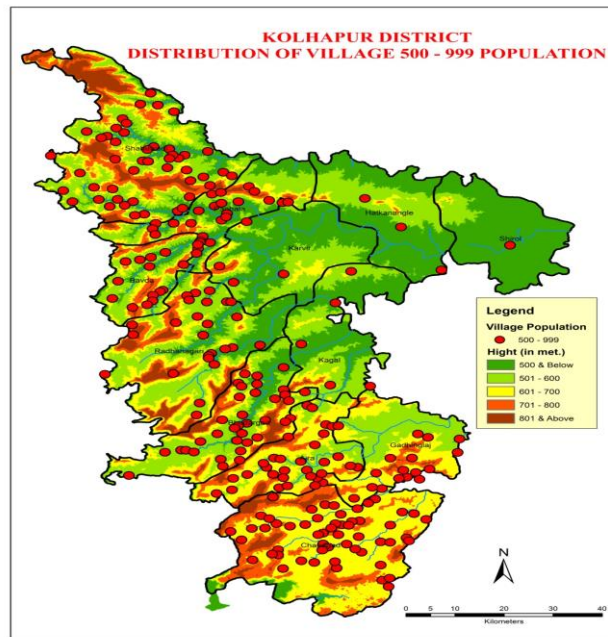 KOLHAPUR DISTRICT
DISTRIBUTION OF VILLAGE 500 - 999 POPULATION
Hatkanangle
Shirol
Karvir
Bavda
Radhanagari
Kagal
Gadhinglaj
Legend
Village Population
500 - 999
Hight (in met.)
500 & Below
501 - 600
601 - 700
701 - 800
801 & Above
N
0 5 10 20 30 40
Kilometers